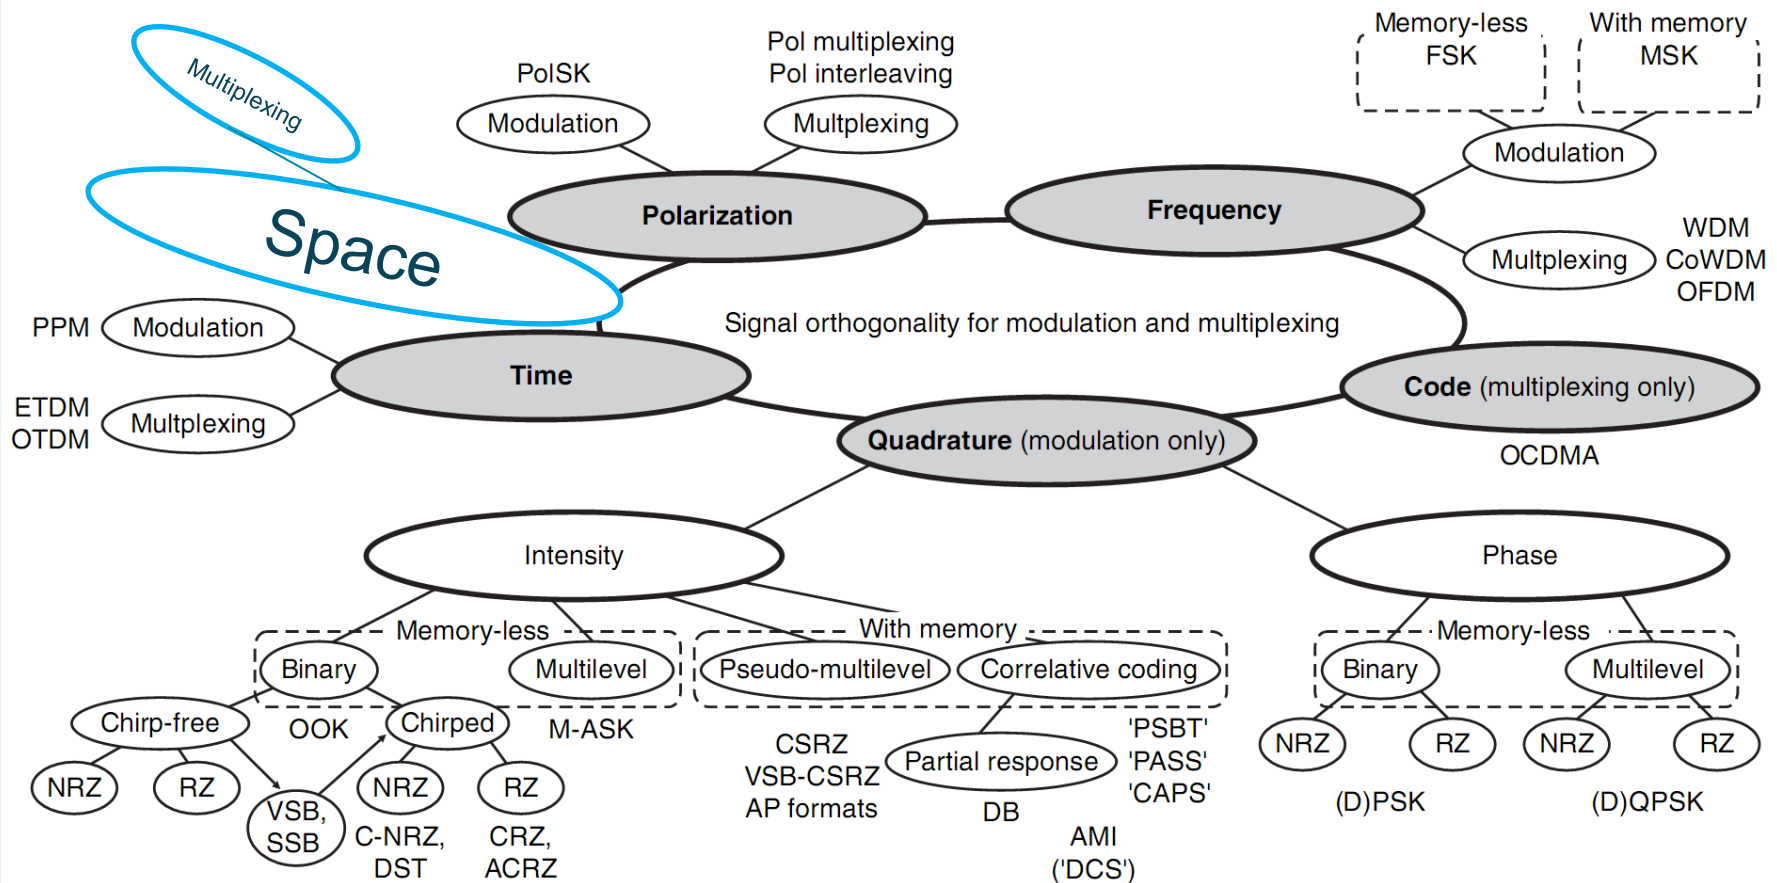 Multiplexing
Space
PolSK
Modulation
Pol multiplexing
Pol interleaving
Multplexing
Polarization
Memory-less
FSK
With memory
MSK
Modulation
Frequency
Multplexing
WDM
CoWDM
OFDM
Signal orthogonality for modulation and multiplexing
PPM
Modulation
Time
ETDM
OTDM
Multplexing
Code (multiplexing only)
OCDMA
Quadrature (modulation only)
Intensity
Phase
Memory-less
Binary
Multilevel
With memory
Pseudo-multilevel
Correlative coding
Memory-less
Binary
Multilevel
Chirp-free
OOK
Chirped
M-ASK
NRZ
RZ
VSB,
SSB
NRZ
RZ
C-NRZ,
DST
CRZ,
ACRZ
CSRZ
VSB-CSRZ
AP formats
Partial response
DB
'PSBT'
'PASS'
'CAPS'
AMI
('DCS')
NRZ
RZ
(D)PSK
NRZ
RZ
(D)QPSK